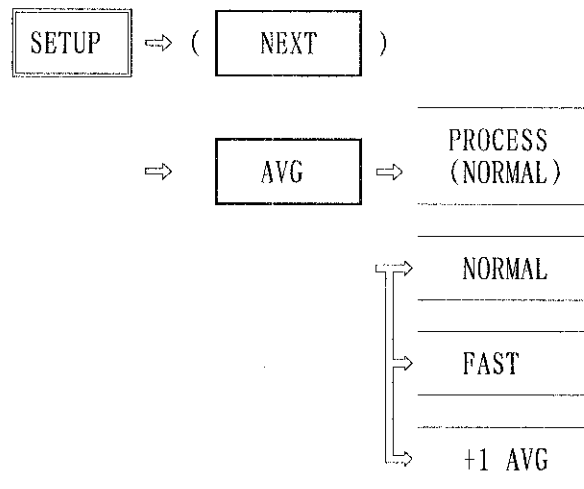 SETUP ⇨ ( NEXT )
⇨ AVG ⇨ PROCESS
(NORMAL)
NORMAL
FAST
+1 AVG